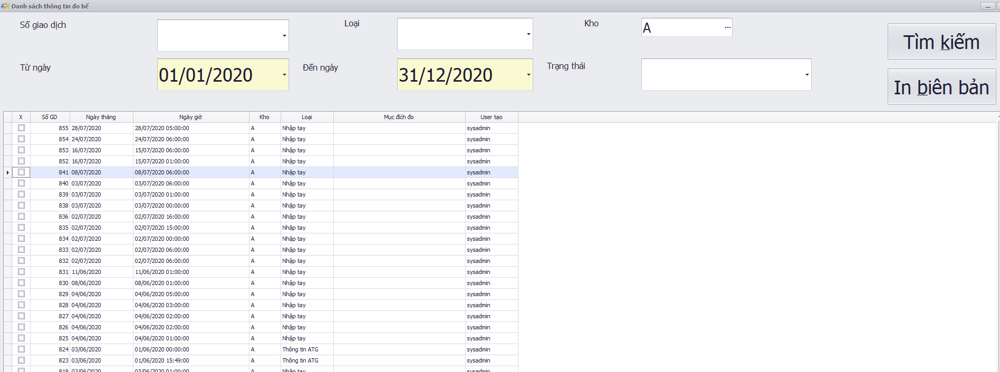 Danh sách thông tin đo bể
Số giao dịch
Loại
Kho
A
...
Tìm kiếm
Từ ngày
01/01/2020
Đến ngày
31/12/2020
Trạng thái
In biên bản
X Số GD Ngày tháng Ngày giờ Kho Loại Mục đích đo User tạo
855 28/07/2020 28/07/2020 05:00:00 A Nhập tay sysadmin
854 24/07/2020 24/07/2020 06:00:00 A Nhập tay sysadmin
853 16/07/2020 15/07/2020 06:00:00 A Nhập tay sysadmin
852 16/07/2020 15/07/2020 01:00:00 A Nhập tay sysadmin
841 08/07/2020 08/07/2020 06:00:00 A Nhập tay sysadmin
840 03/07/2020 03/07/2020 06:00:00 A Nhập tay sysadmin
839 03/07/2020 03/07/2020 01:00:00 A Nhập tay sysadmin
838 03/07/2020 03/07/2020 00:00:00 A Nhập tay sysadmin
836 02/07/2020 02/07/2020 16:00:00 A Nhập tay sysadmin
835 02/07/2020 02/07/2020 15:00:00 A Nhập tay sysadmin
834 02/07/2020 02/07/2020 00:00:00 A Nhập tay sysadmin
833 02/07/2020 02/07/2020 06:00:00 A Nhập tay sysadmin
832 02/07/2020 02/07/2020 06:00:00 A Nhập tay sysadmin
831 11/06/2020 11/06/2020 01:00:00 A Nhập tay sysadmin
830 08/06/2020 08/06/2020 01:00:00 A Nhập tay sysadmin
829 04/06/2020 04/06/2020 05:00:00 A Nhập tay sysadmin
828 04/06/2020 04/06/2020 03:00:00 A Nhập tay sysadmin
827 04/06/2020 04/06/2020 02:00:00 A Nhập tay sysadmin
826 04/06/2020 04/06/2020 02:00:00 A Nhập tay sysadmin
825 04/06/2020 04/06/2020 01:00:00 A Nhập tay sysadmin
824 03/06/2020 01/06/2020 00:00:00 A Thông tin ATG sysadmin
823 03/06/2020 01/06/2020 15:49:00 A Thông tin ATG sysadmin
818 03/06/2020 03/06/2020 01:00:00 A Nhập tay sysadmin